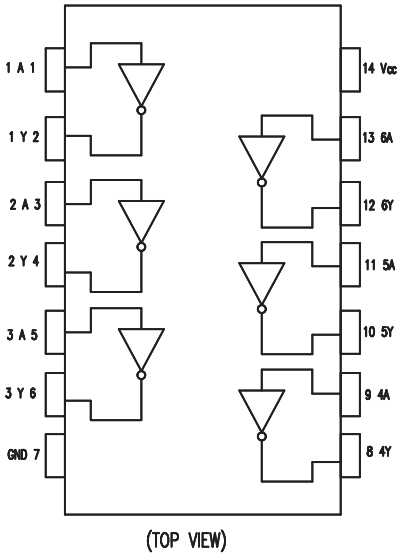 1 A 1
1 Y 2
2 A 3
2 Y 4
3 A 5
3 Y 6
GND 7
14 Vcc
13 6A
12 6Y
11 5A
10 5Y
9 4A
8 4Y
(TOP VIEW)